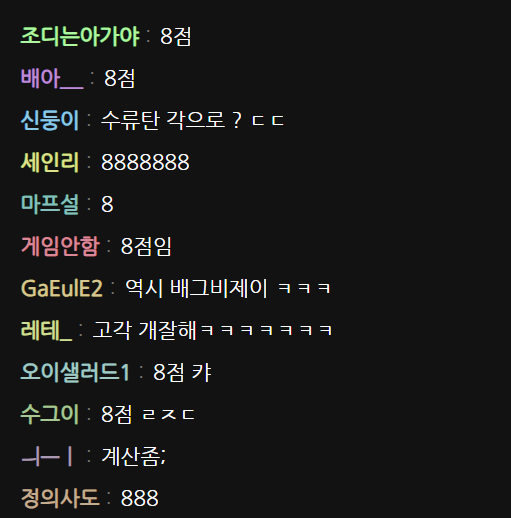 조디는아가야 : 8점
배아__ : 8점
신둥이 : 수류탄 각으로 ? ㄷㄷ
세인리 : 8888888
마프설 : 8
게임안함 : 8점임
GaEulE2 : 역시 배그비제이 ㅋㅋㅋ
레테_ : 고각 개잘해ㅋㅋㅋㅋㅋㅋㅋ
오이샐러드1 : 8점 캬
수그이 : 8점 ㄹㅈㄷ
ㅢㅡㅣ : 계산좀;
정의사도 : 888